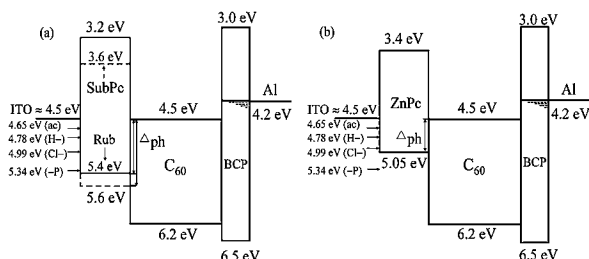 (a)
3.2 eV
3.6 eV
SubPc
ITO ≈ 4.5 eV
4.65 eV (ac)
4.78 eV (H–)
4.99 eV (Cl–)
5.34 eV (–P)
Rub
5.4 eV
5.6 eV
Δph
4.5 eV
C60
6.2 eV
3.0 eV
BCP
6.5 eV
Al
4.2 eV
(b)
3.4 eV
ZnPc
ITO ≈ 4.5 eV
4.65 eV (ac)
4.78 eV (H–)
4.99 eV (Cl–)
5.34 eV (–P)
5.05 eV
Δph
4.5 eV
C60
6.2 eV
3.0 eV
BCP
6.5 eV
Al
4.2 eV